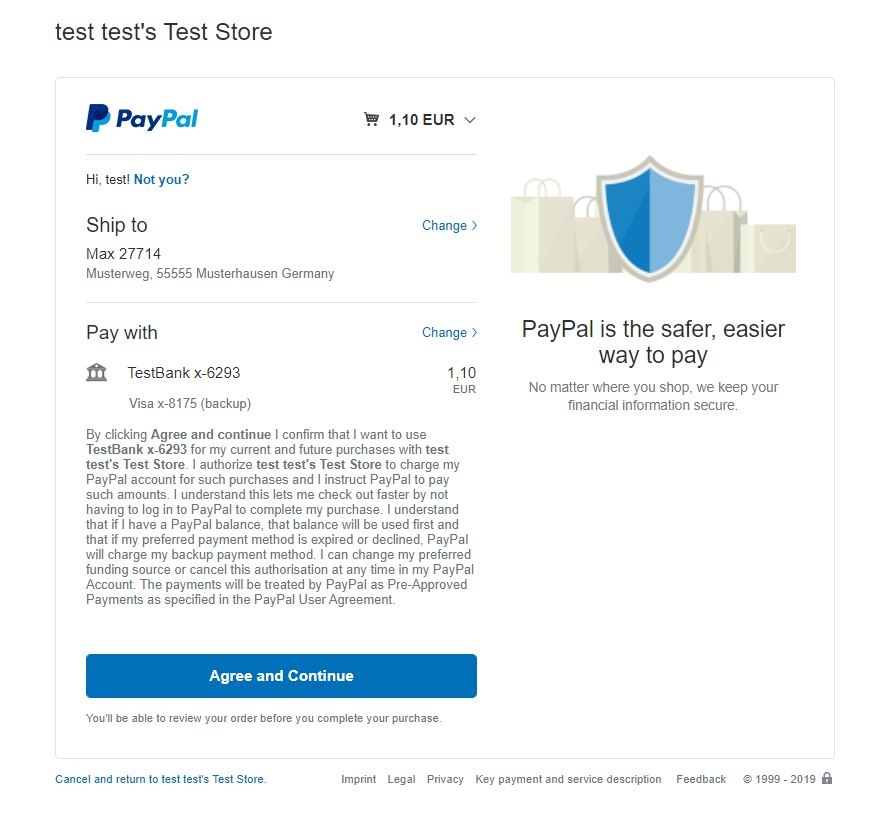 test test's Test Store
PayPal
1,10 EUR
Hi, test! Not you?
Ship to
Change
Max 27714
Musterweg, 55555 Musterhausen Germany
Pay with
Change
TestBank x-6293
1,10
EUR
Visa x-8175 (backup)
By clicking Agree and continue I confirm that I want to use
TestBank x-6293 for my current and future purchases with test
test's Test Store. I authorize test test's Test Store to charge my
PayPal account for such purchases and I instruct PayPal to pay
such amounts. I understand this lets me check out faster by not
having to log in to PayPal to complete my purchase. I understand
that if I have a PayPal balance, that balance will be used first and
that if my preferred payment method is expired or declined, PayPal
will charge my backup payment method. I can change my preferred
funding source or cancel this authorisation at any time in my PayPal
Account. The payments will be treated by PayPal as Pre-Approved
Payments as specified in the PayPal User Agreement.
Agree and Continue
You'll be able to review your order before you complete your purchase.
PayPal is the safer, easier
way to pay
No matter where you shop, we keep your
financial information secure.
Cancel and return to test test's Test Store.
Imprint Legal Privacy Key payment and service description Feedback © 1999 - 2019